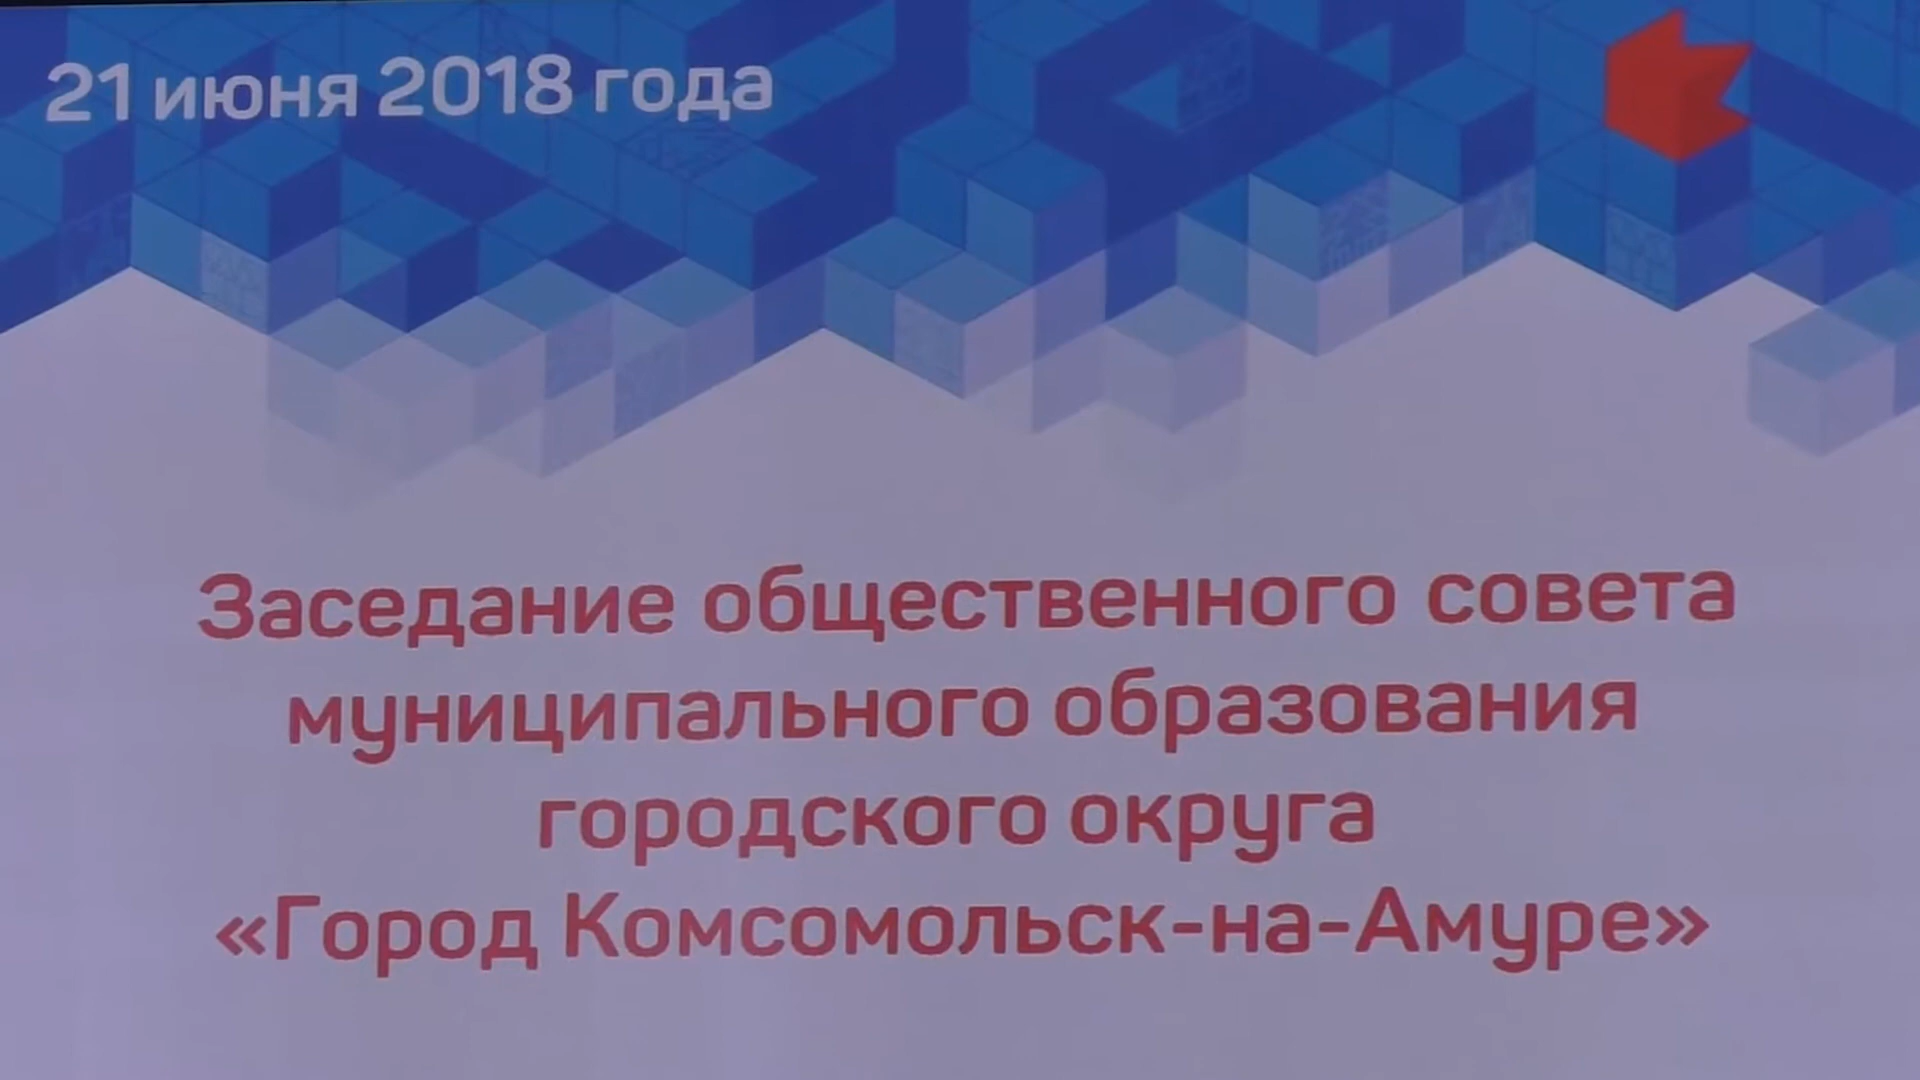 21 июня 2018 года
Заседание общественного совета
муниципального образования
городского округа
«Город Комсомольск-на-Амуре»